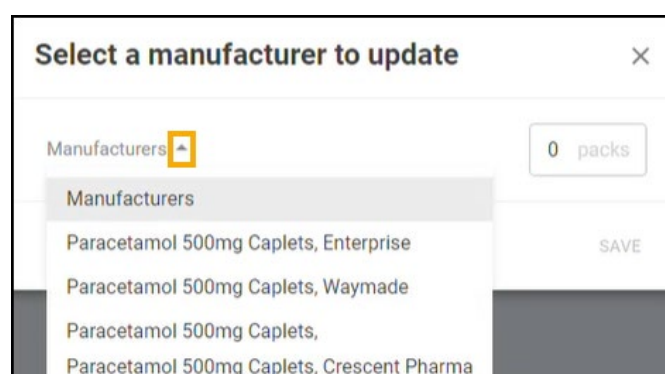 Select a manufacturer to update
Manufacturers
0 packs
Manufacturers
Paracetamol 500mg Caplets, Enterprise
SAVE
Paracetamol 500mg Caplets, Waymade
Paracetamol 500mg Caplets,
Paracetamol 500mg Caplets, Crescent Pharma